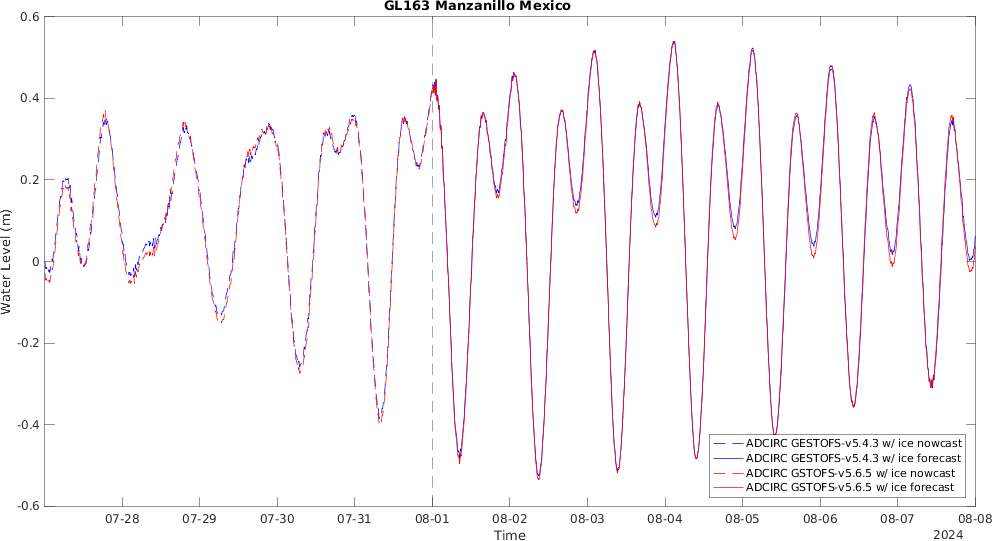 GL163 Manzanillo Mexico
0.6
0.4
0.2
0
-0.2
-0.4
-0.6
Water Level (m)
ADCIRC GESTOFS-v5.4.3 w/ ice nowcast
ADCIRC GESTOFS-v5.4.3 w/ ice forecast
ADCIRC GSTOFS-v5.6.5 w/ ice nowcast
ADCIRC GSTOFS-v5.6.5 w/ ice forecast
07-28 07-29 07-30 07-31 08-01 08-02 08-03 08-04 08-05 08-06 08-07 08-08
Time
2024